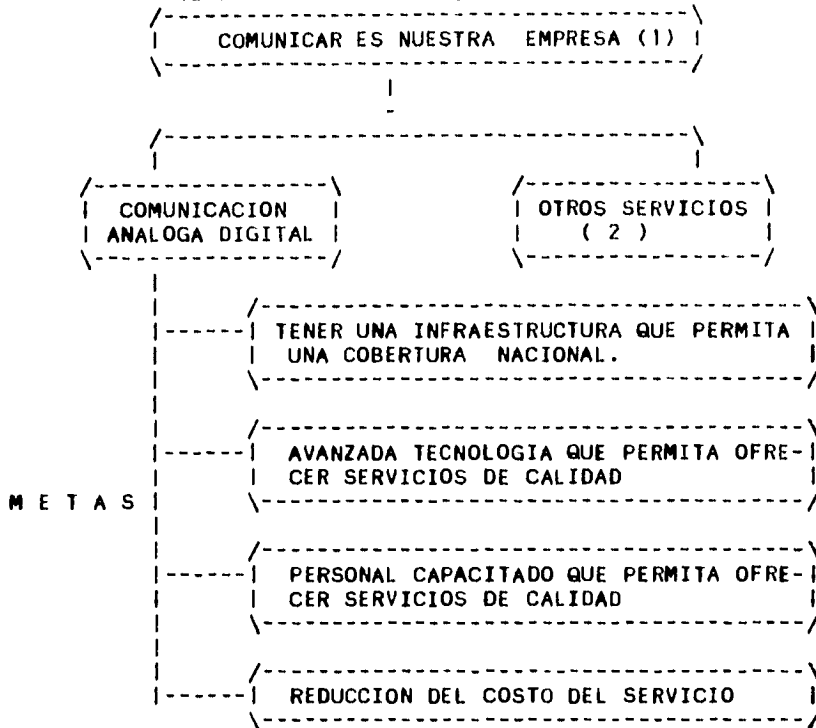 COMUNICAR ES NUESTRA EMPRESA (1)
COMUNICACION
ANALOGA DIGITAL
OTROS SERVICIOS
( 2 )
TENER UNA INFRAESTRUCTURA QUE PERMITA
UNA COBERTURA NACIONAL.
AVANZADA TECNOLOGIA QUE PERMITA OFRE-
CER SERVICIOS DE CALIDAD
M E T A S
PERSONAL CAPACITADO QUE PERMITA OFRE-
CER SERVICIOS DE CALIDAD
REDUCCION DEL COSTO DEL SERVICIO